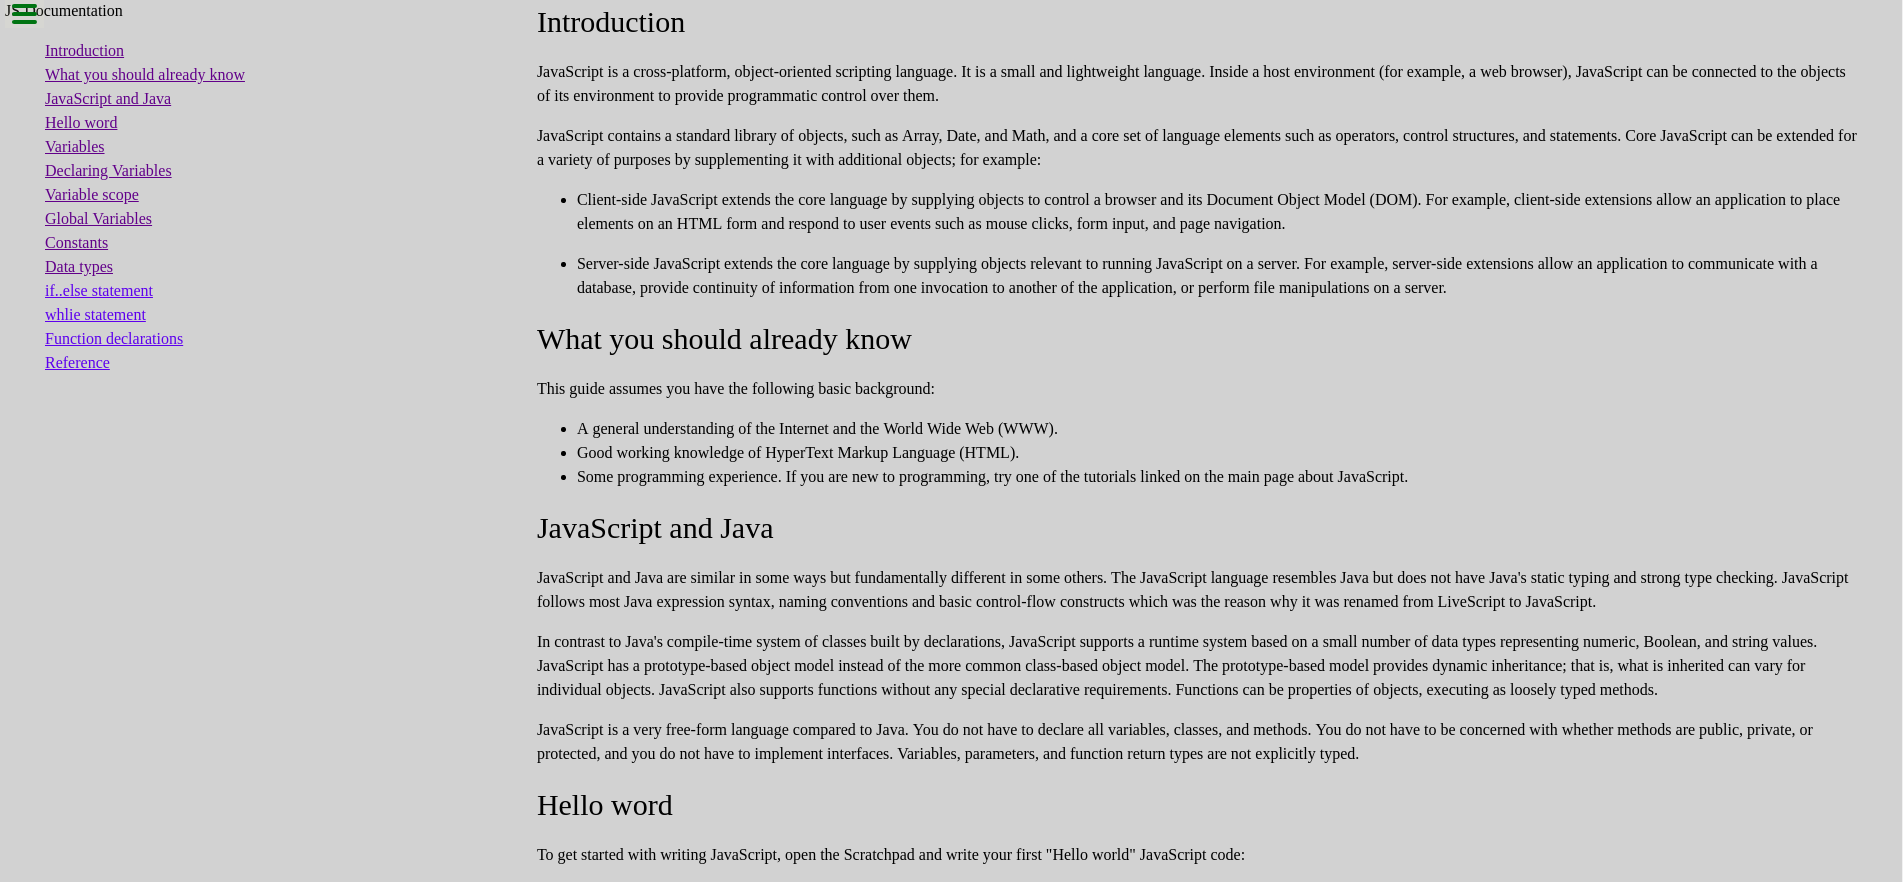 JS Documentation
Introduction
What you should already know
JavaScript and Java
Hello word
Variables
Declaring Variables
Variable scope
Global Variables
Constants
Data types
if..else statement
whlie statement
Function declarations
Reference
Introduction
JavaScript is a cross-platform, object-oriented scripting language. It is a small and lightweight language. Inside a host environment (for example, a web browser), JavaScript can be connected to the objects
of its environment to provide programmatic control over them.
JavaScript contains a standard library of objects, such as Array, Date, and Math, and a core set of language elements such as operators, control structures, and statements. Core JavaScript can be extended for
a variety of purposes by supplementing it with additional objects; for example:
Client-side JavaScript extends the core language by supplying objects to control a browser and its Document Object Model (DOM). For example, client-side extensions allow an application to place
elements on an HTML form and respond to user events such as mouse clicks, form input, and page navigation.
Server-side JavaScript extends the core language by supplying objects relevant to running JavaScript on a server. For example, server-side extensions allow an application to communicate with a
database, provide continuity of information from one invocation to another of the application, or perform file manipulations on a server.
What you should already know
This guide assumes you have the following basic background:
A general understanding of the Internet and the World Wide Web (WWW).
Good working knowledge of HyperText Markup Language (HTML).
Some programming experience. If you are new to programming, try one of the tutorials linked on the main page about JavaScript.
JavaScript and Java
JavaScript and Java are similar in some ways but fundamentally different in some others. The JavaScript language resembles Java but does not have Java's static typing and strong type checking. JavaScript
follows most Java expression syntax, naming conventions and basic control-flow constructs which was the reason why it was renamed from LiveScript to JavaScript.
In contrast to Java's compile-time system of classes built by declarations, JavaScript supports a runtime system based on a small number of data types representing numeric, Boolean, and string values.
JavaScript has a prototype-based object model instead of the more common class-based object model. The prototype-based model provides dynamic inheritance; that is, what is inherited can vary for
individual objects. JavaScript also supports functions without any special declarative requirements. Functions can be properties of objects, executing as loosely typed methods.
JavaScript is a very free-form language compared to Java. You do not have to declare all variables, classes, and methods. You do not have to be concerned with whether methods are public, private, or
protected, and you do not have to implement interfaces. Variables, parameters, and function return types are not explicitly typed.
Hello word
To get started with writing JavaScript, open the Scratchpad and write your first "Hello world" JavaScript code: